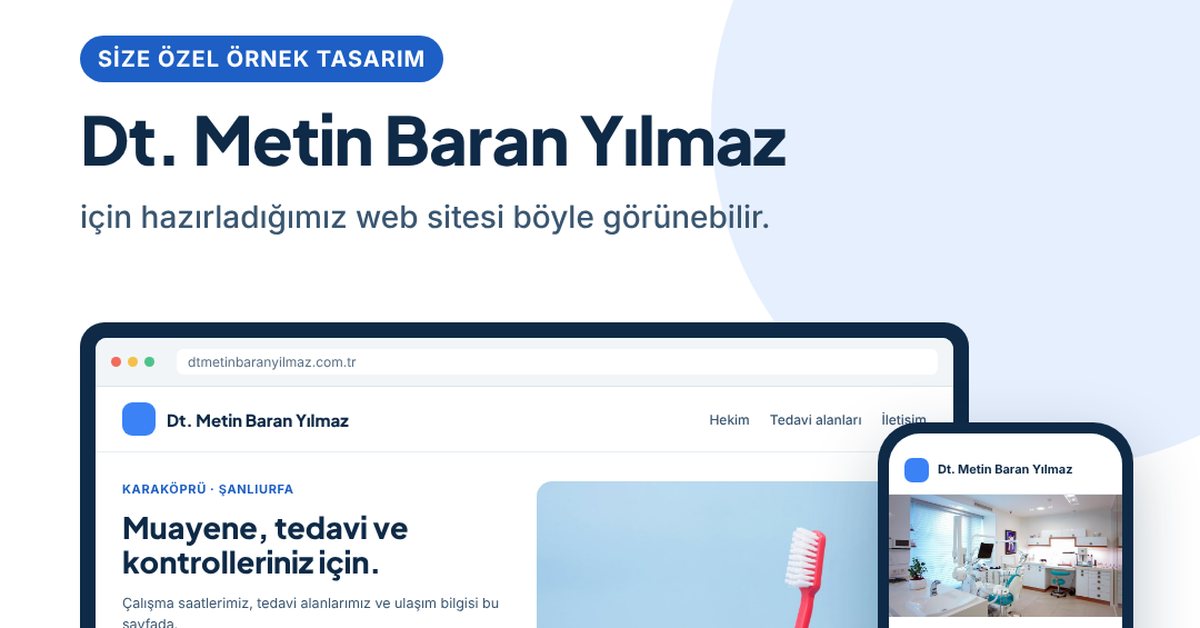 SİZE ÖZEL ÖRNEK TASARIM
Dt. Metin Baran Yılmaz
için hazırladığımız web sitesi böyle görünebilir.
dtmetinbaranyilmaz.com.tr
Dt. Metin Baran Yılmaz
Hekim
Tedavi alanları
İletişim
KARAKÖPRÜ · ŞANLIURFA
Muayene, tedavi ve
kontrolleriniz için.
Çalışma saatlerimiz, tedavi alanlarımız ve ulaşım bilgisi bu
sayfada.
Dt. Metin Baran Yılmaz